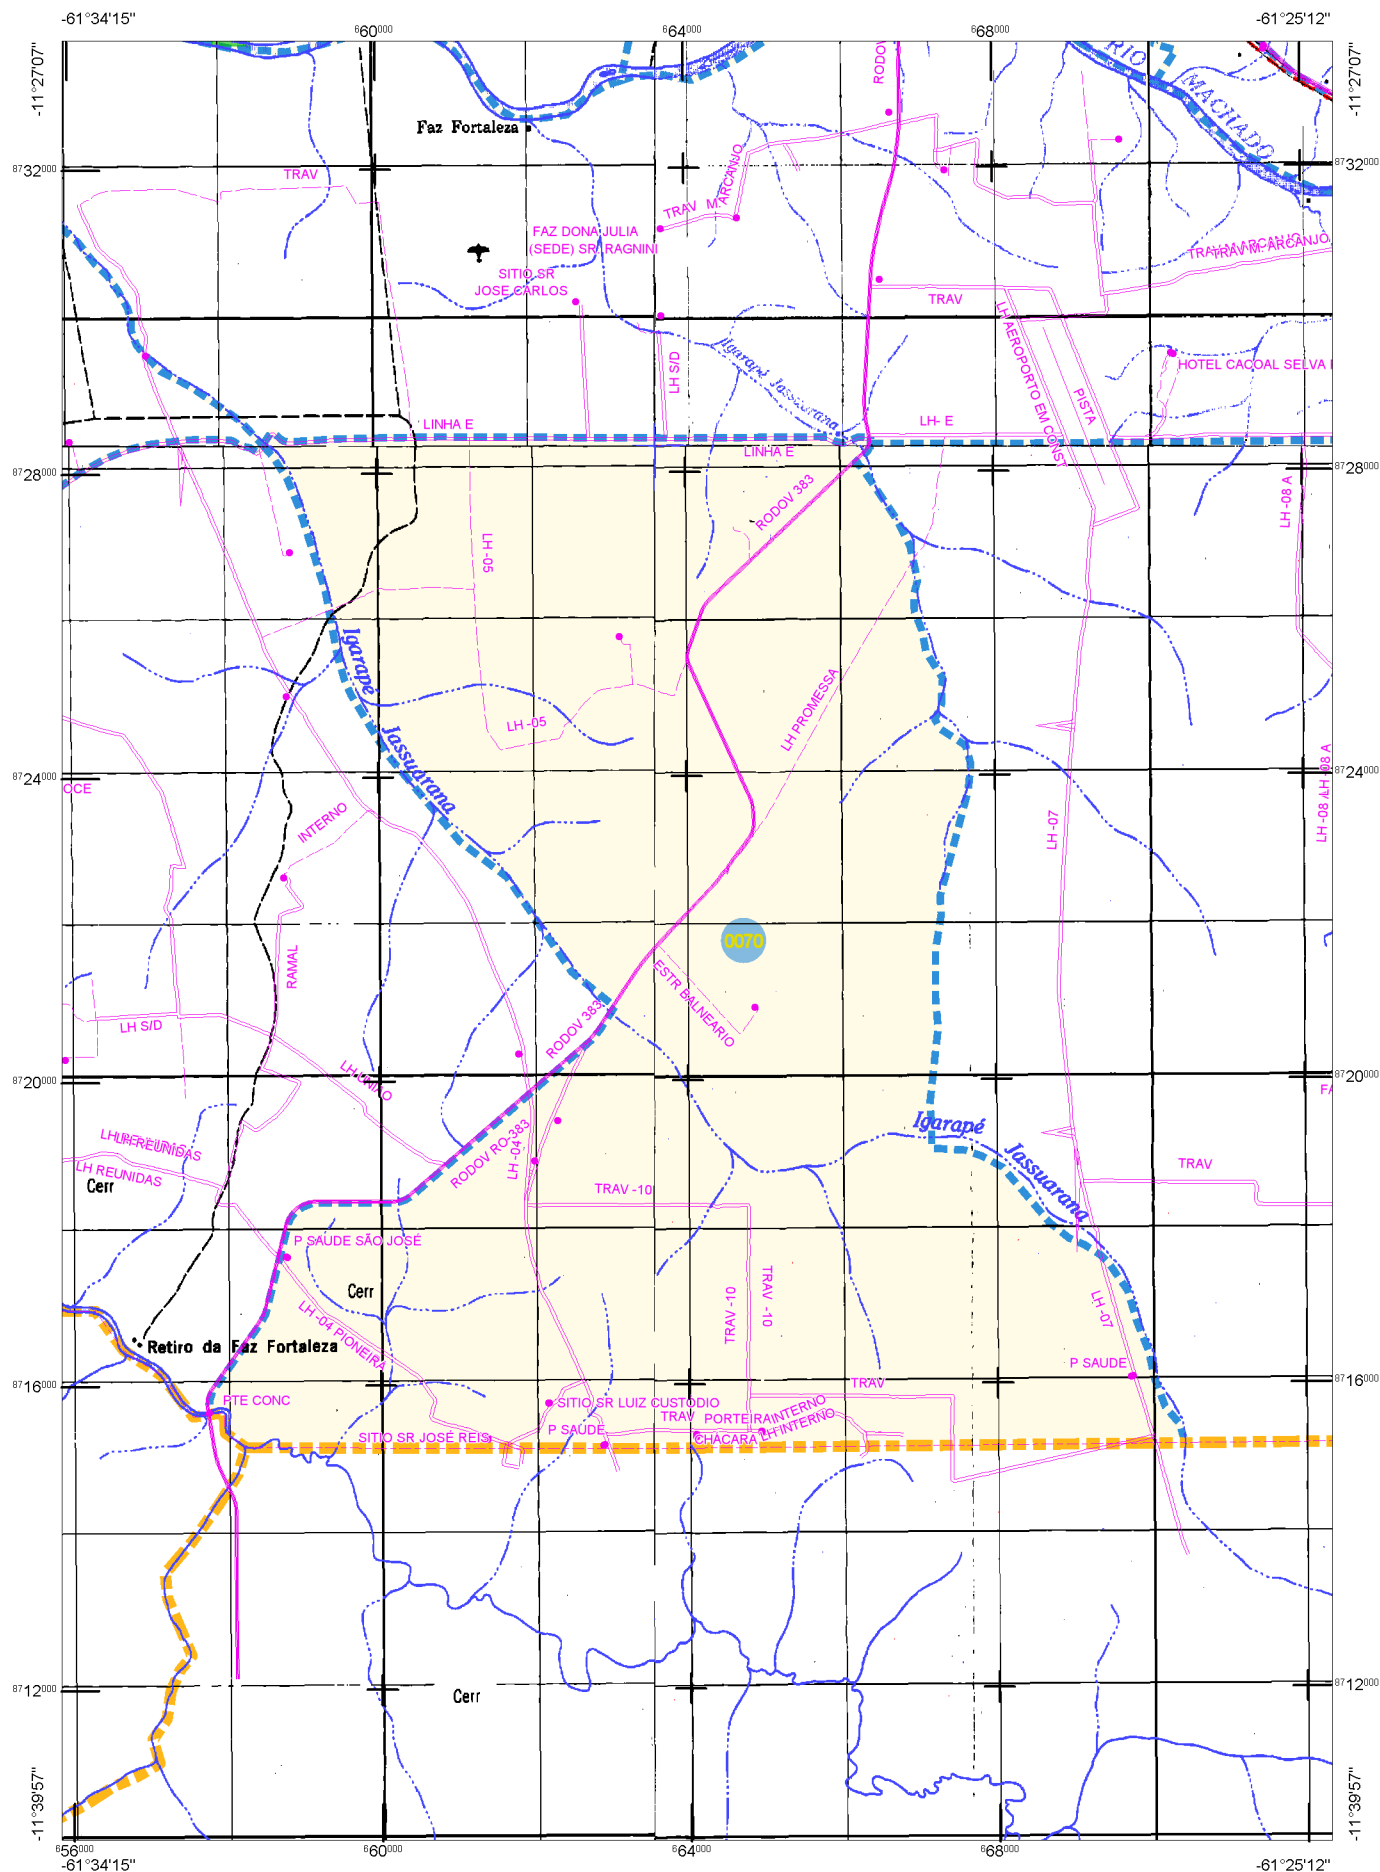 -61°34'15"
-61°25'12"
660000
664000
668000
-11°27'07"
-11°27'07"
RODOV
RIO MACHADO
Faz Fortaleza
8732000
8732000
TRAV
TRAV M. ARCANJO
FAZ DONA JULIA
(SEDE) SR. RAGNINI
SITIO SR
JOSE CARLOS
TRAV M. ARCANJO
TRAV M. ARCANJO
TRAV
LH AEROPORTO EM CONST
PISTA
Igarapé Jassuarana
LH S/D
HOTEL CACOAL SELVA
LINHA E
LH- E
LINHA E
8728000
8728000
RODOV 383
LH -08 A
LH -05
Igarapé Jassuarana
LH PROMESSA
LH -05
8724000
8724000
OCE
LH -08 A
LH -08 A
INTERNO
LH -07
0070
RAMAL
ESTR BALNEARIO
LH S/D
RODOV 383
LH UNIÃO
8720000
8720000
FA
Igarapé Jassuarana
LH REUNIDAS
LH REUNIDAS
RODOV RO-383
LH -04
TRAV
Cerr
TRAV -10
P SAUDE SÃO JOSÉ
Cerr
TRAV -10
TRAV -10
LH -04 PIONEIRA
LH -07
Retiro da Faz Fortaleza
P SAUDE
8716000
8716000
TRAV
PTE CONC
SITIO SR LUIZ CUSTODIO
TRAV
PORTEIRA
INTERNO
P SAUDE
SITIO SR JOSÉ REIS
CHACARA
LH INTERNO
8712000
8712000
Cerr
-11°39'57"
-11°39'57"
656000
660000
664000
668000
-61°34'15"
-61°25'12"